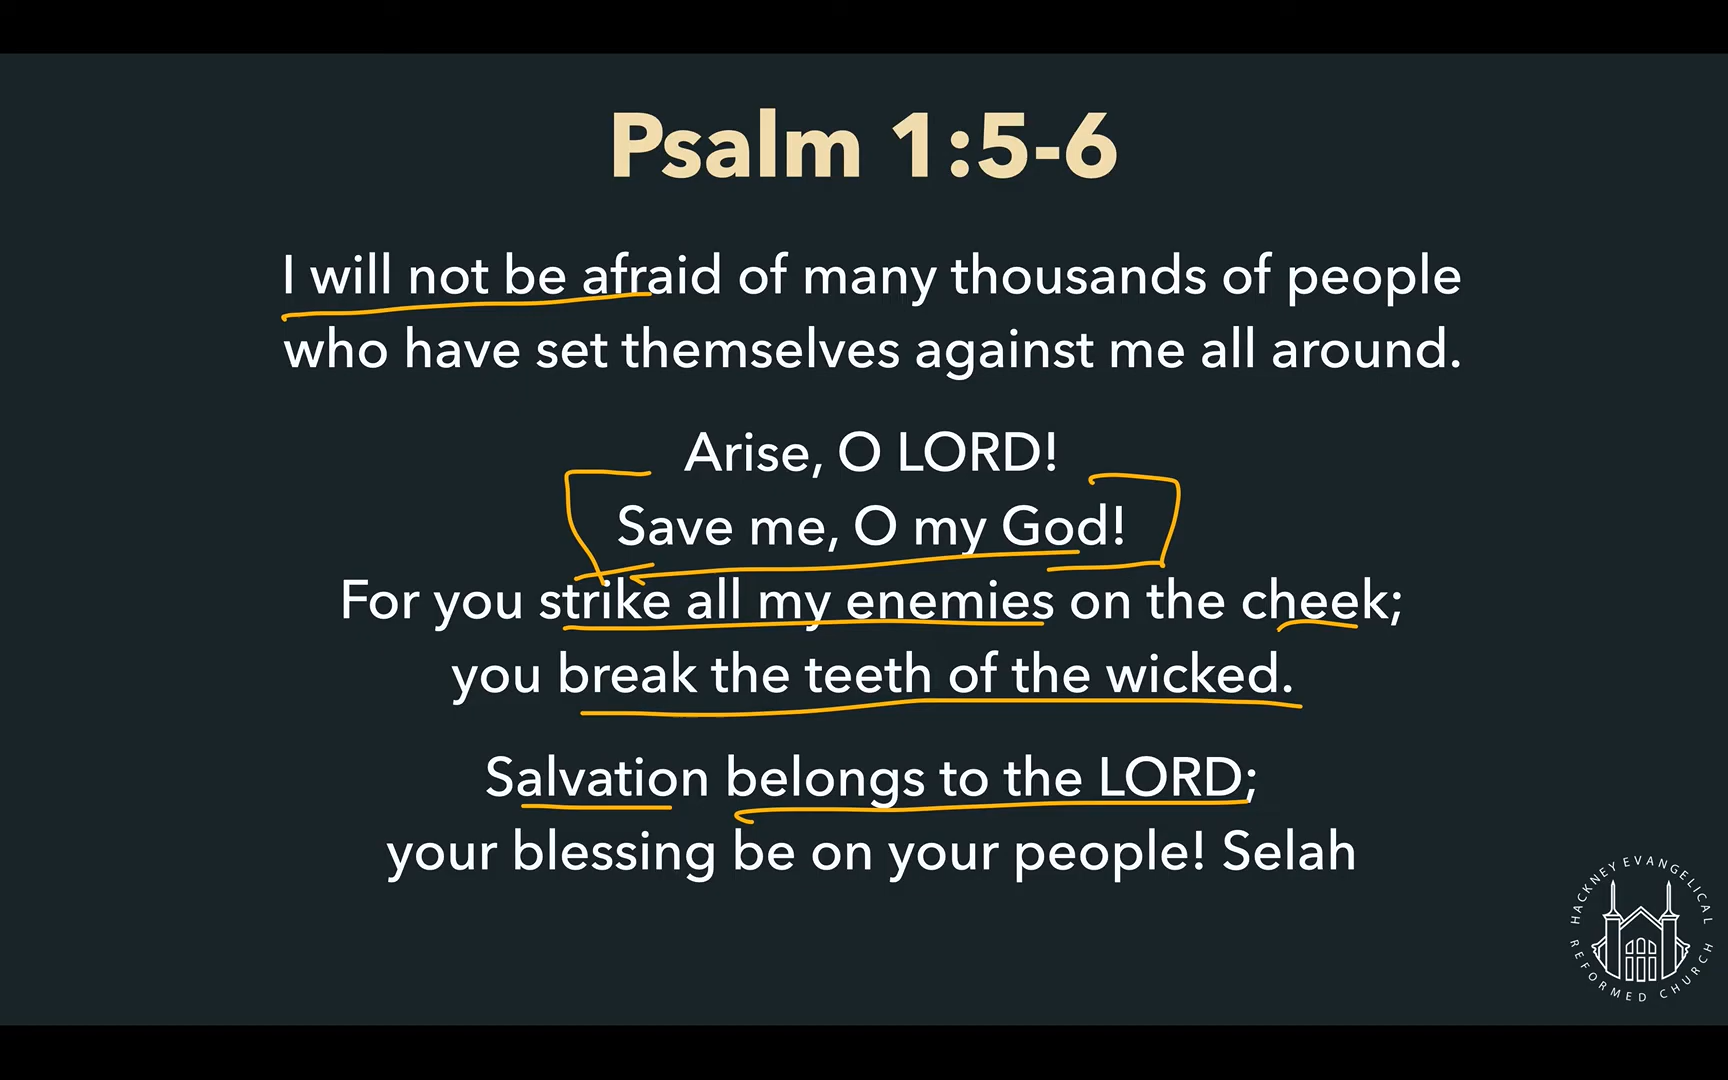 Psalm 1:5-6
I will not be afraid of many thousands of people
who have set themselves against me all around.
Arise, O LORD!
Save me, O my God!
For you strike all my enemies on the cheek;
you break the teeth of the wicked.
Salvation belongs to the LORD;
your blessing be on your people! Selah
HACKNEY EVANGELICAL
REFORMED CHURCH